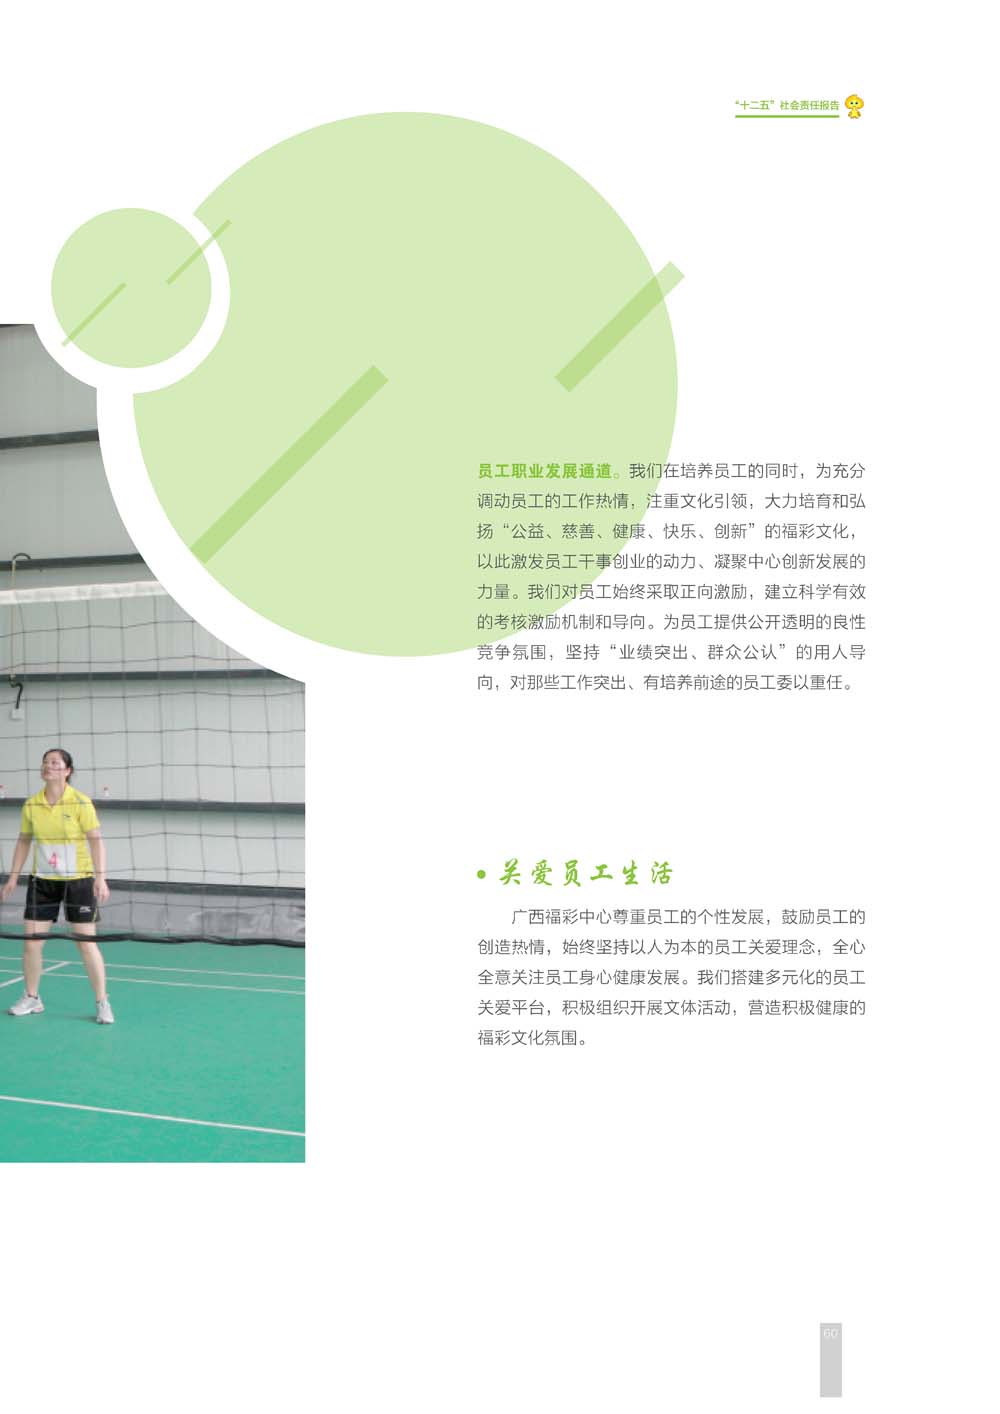 “十二五”社会责任报告
员工职业发展通道。我们在培养员工的同时，为充分
调动员工的工作热情，注重文化引领，大力培育和弘
扬“公益、慈善、健康、快乐、创新”的福彩文化，
以此激发员工干事创业的动力、凝聚中心创新发展的
力量。我们对员工始终采取正向激励，建立科学有效
的考核激励机制和导向。为员工提供公开透明的良性
竞争氛围，坚持“业绩突出、群众公认”的用人导
向，对那些工作突出、有培养前途的员工委以重任。
4
• 关爱员工生活
广西福彩中心尊重员工的个性发展，鼓励员工的
创造热情，始终坚持以人为本的员工关爱理念，全心
全意关注员工身心健康发展。我们搭建多元化的员工
关爱平台，积极组织开展文体活动，营造积极健康的
福彩文化氛围。
60